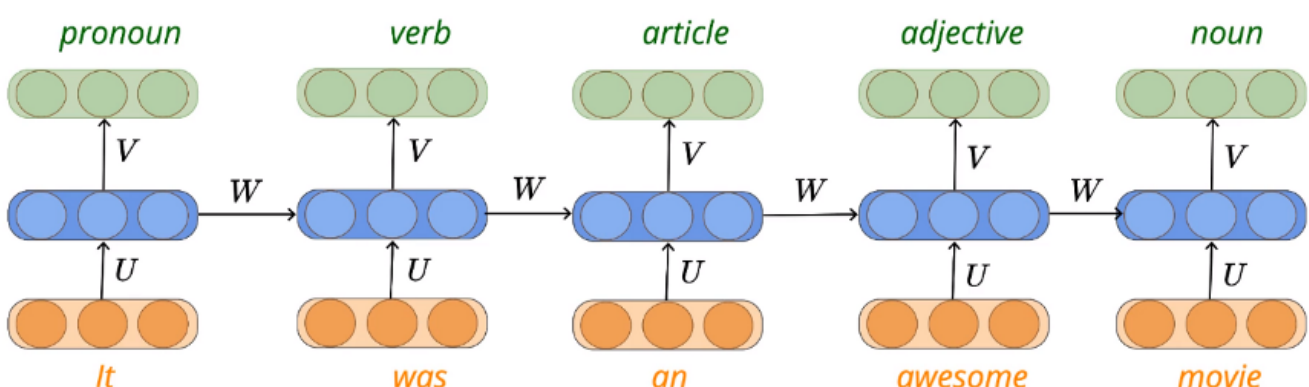 pronoun verb article adjective noun
V V V V V
W W W W
U U U U U
It was an awesome movie